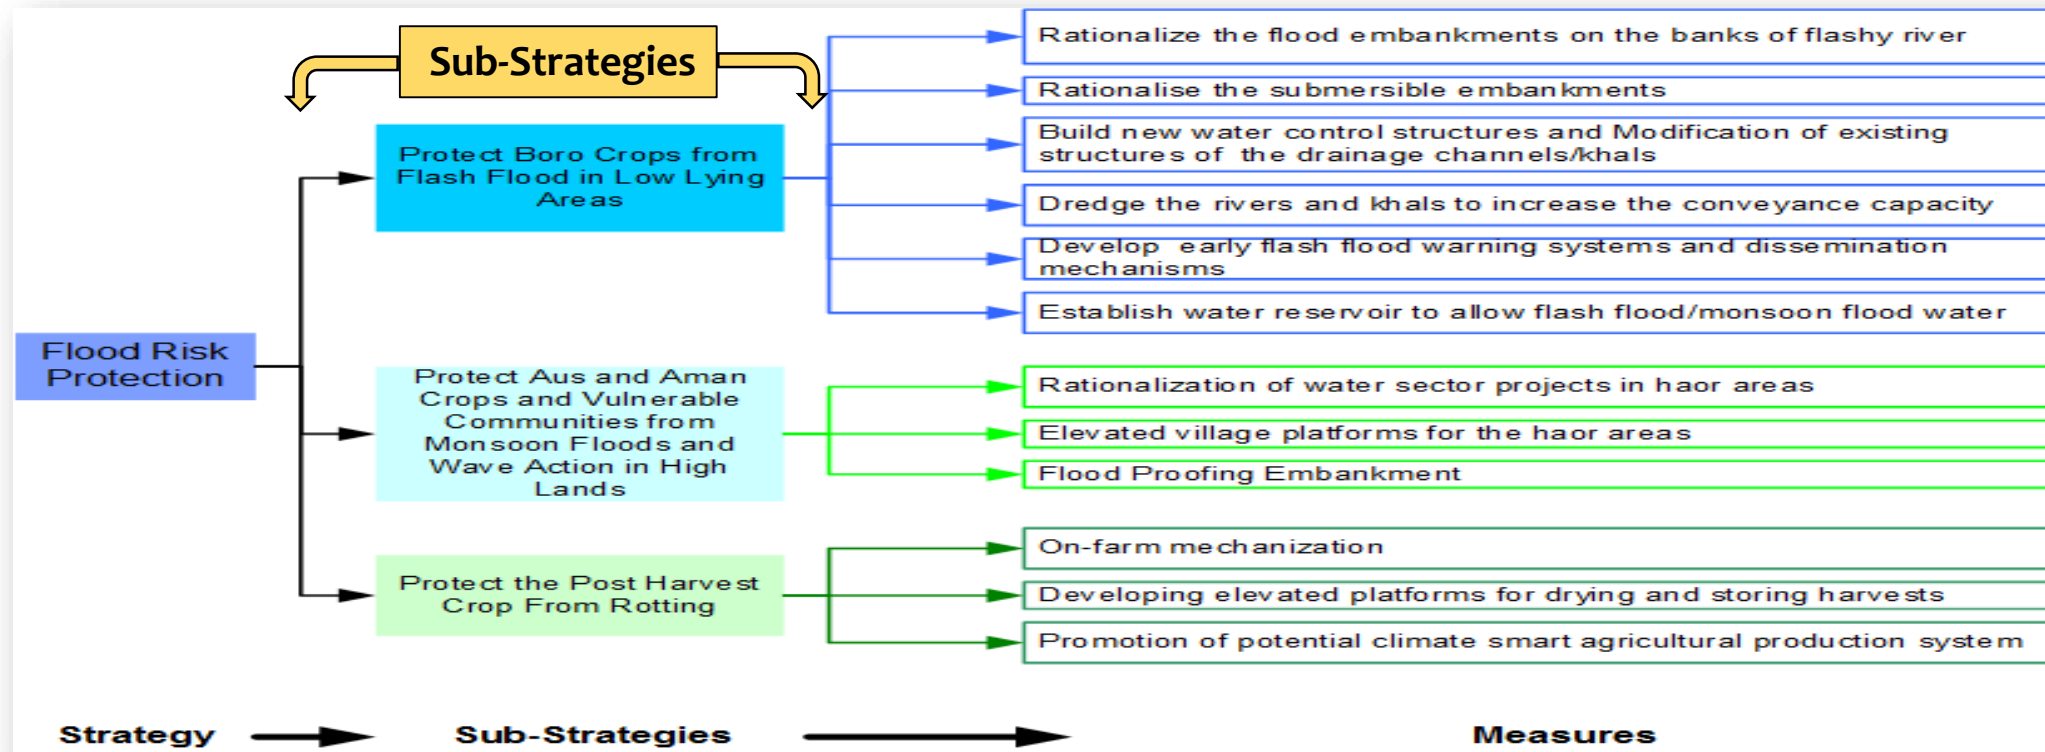 Sub-Strategies
Flood Risk
Protection
Protect Boro Crops from
Flash Flood in Low Lying
Areas
Rationalize the flood embankments on the banks of flashy river
Rationalise the submersible embankments
Build new water control structures and Modification of existing
structures of the drainage channels/khals
Dredge the rivers and khals to increase the conveyance capacity
Develop early flash flood warning systems and dissemination
mechanisms
Establish water reservoir to allow flash flood/monsoon flood water
Protect Aus and Aman
Crops and Vulnerable
Communities from
Monsoon Floods and
Wave Action in High
Lands
Rationalization of water sector projects in haor areas
Elevated village platforms for the haor areas
Flood Proofing Embankment
Protect the Post Harvest
Crop From Rotting
On-farm mechanization
Developing elevated platforms for drying and storing harvests
Promotion of potential climate smart agricultural production system
Strategy
Sub-Strategies
Measures